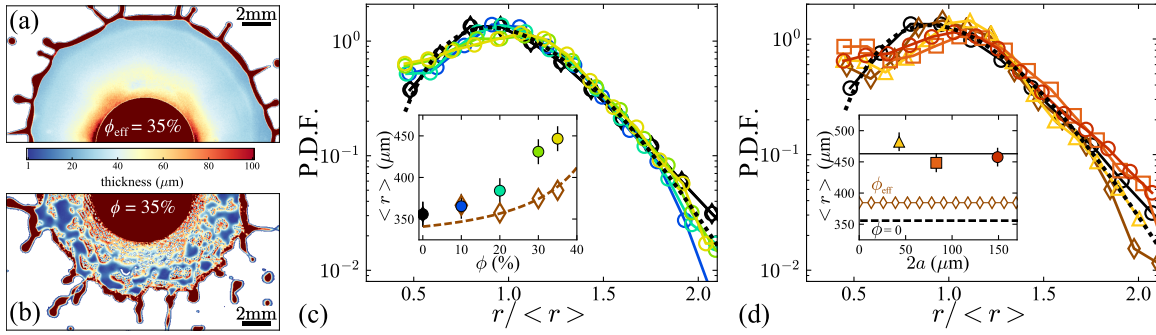 (a)
2mm
ϕeff = 35%
20 40 60 80 100
thickness (μm)
ϕ = 35%
2mm
(b)
P.D.F.
10⁰
10⁻¹
10⁻²
0.5 1.0 1.5 2.0
r/ < r >
(c)
< r > (μm)
450
400
350
0 10 20 30 40
ϕ (%)
P.D.F.
10⁰
10⁻¹
10⁻²
0.5 1.0 1.5 2.0
r/ < r >
(d)
< r > (μm)
500
450
400
350
ϕeff
ϕ = 0
0 50 100 150
2a (μm)